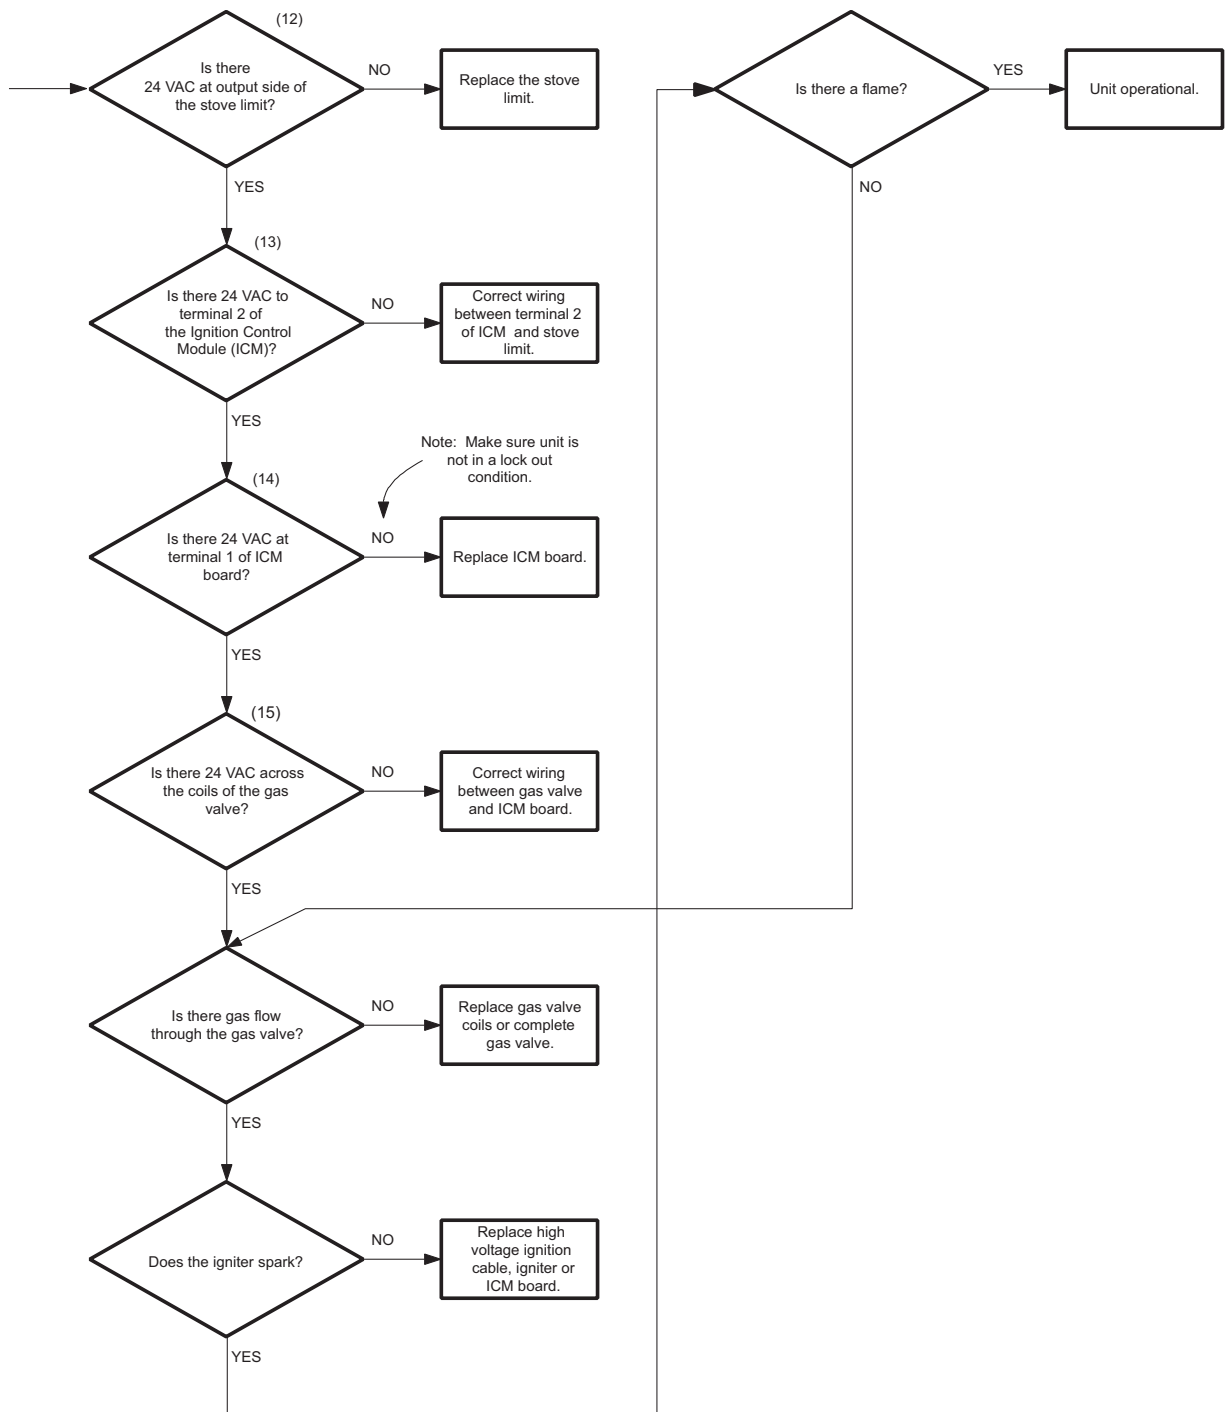 (12)
Is there
24 VAC at output side of
the stove limit?
NO
Replace the stove
limit.
YES
(13)
Is there 24 VAC to
terminal 2 of
the Ignition Control
Module (ICM)?
NO
Correct wiring
between terminal 2
of ICM and stove
limit.
YES
Note: Make sure unit is
not in a lock out
condition.
(14)
Is there 24 VAC at
terminal 1 of ICM
board?
NO
Replace ICM board.
YES
(15)
Is there 24 VAC across
the coils of the gas
valve?
NO
Correct wiring
between gas valve
and ICM board.
YES
Is there gas flow
through the gas valve?
NO
Replace gas valve
coils or complete
gas valve.
YES
Does the igniter spark?
NO
Replace high
voltage ignition
cable, igniter or
ICM board.
YES
Is there a flame?
YES
Unit operational.
NO